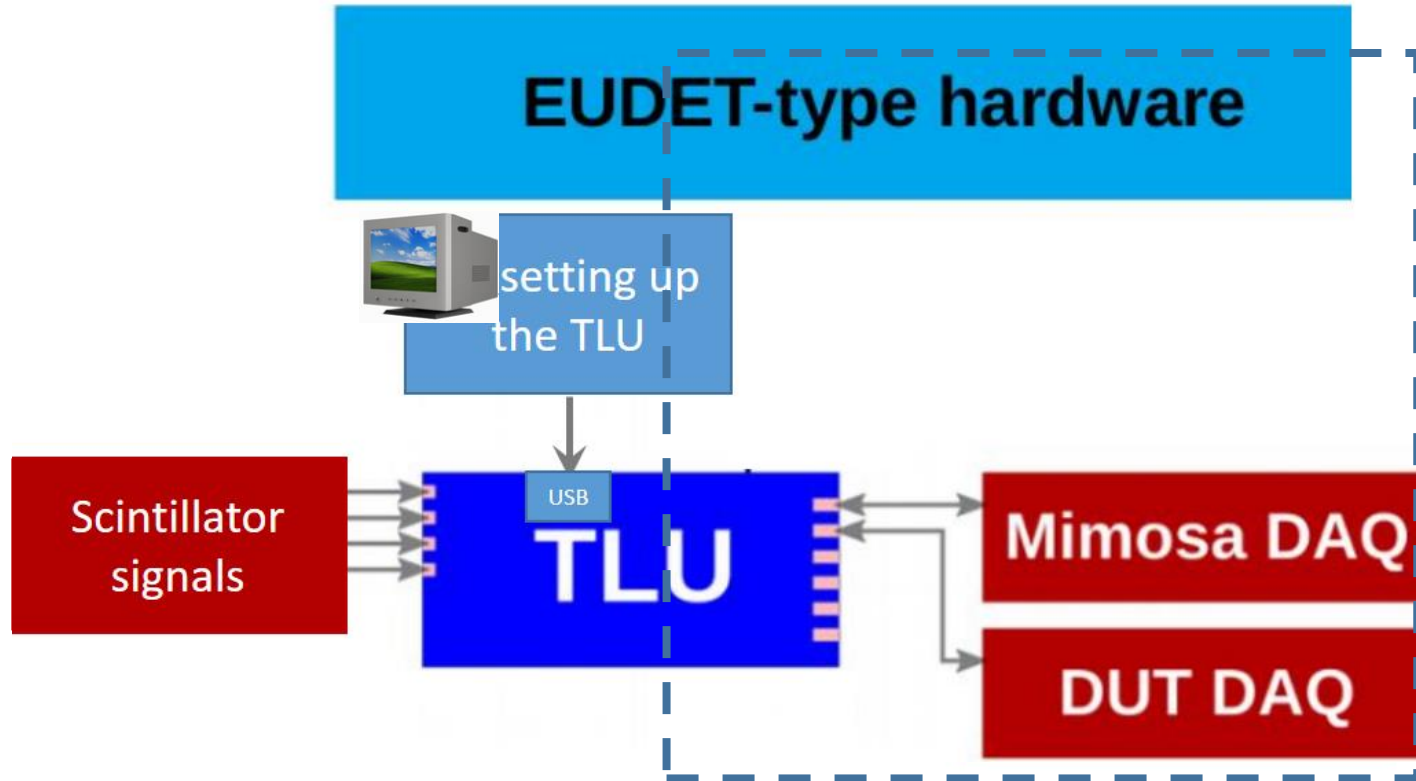 EUDET-type hardware
setting up
the TLU
USB
TLU
Scintillator
signals
Mimosa DAQ
DUT DAQ